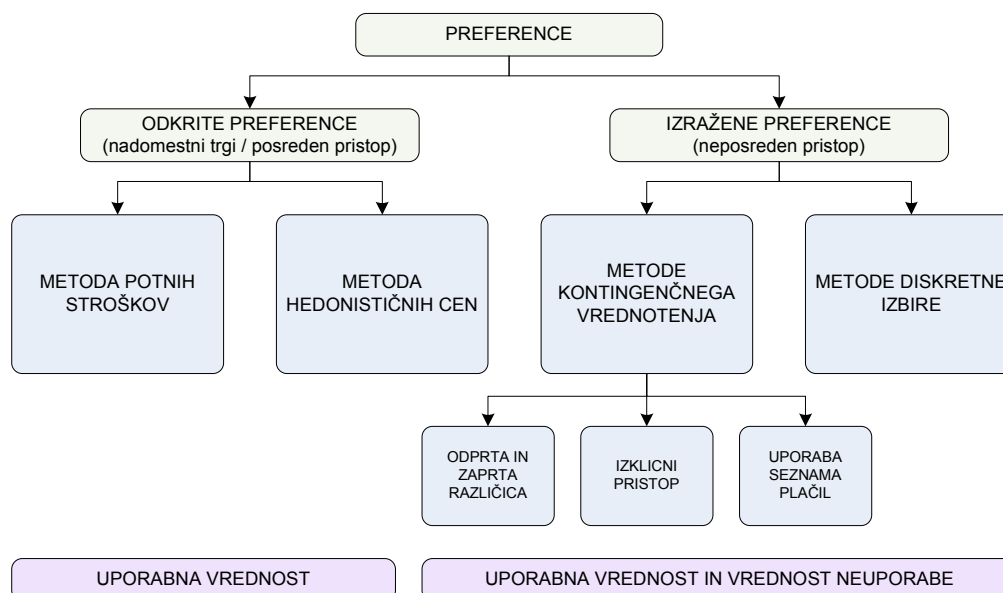 PREFERENCE
ODKRITE PREFERENCE
(nadomestni trgi / posreden pristop)
IZRAŽENE PREFERENCE
(neposreden pristop)
METODA POTNIH
STROŠKOV
METODA
HEDONISTIČNIH CEN
METODE
KONTINGENČNEGA
VREDNOTENJA
METODE DISKRETNE
IZBIRE
ODPRTA IN
ZAPRTA
RAZLIČICA
IZKLICNI
PRISTOP
UPORABA
SEZNAMA
PLAČIL
UPORABNA VREDNOST
UPORABNA VREDNOST IN VREDNOST NEUPORABE